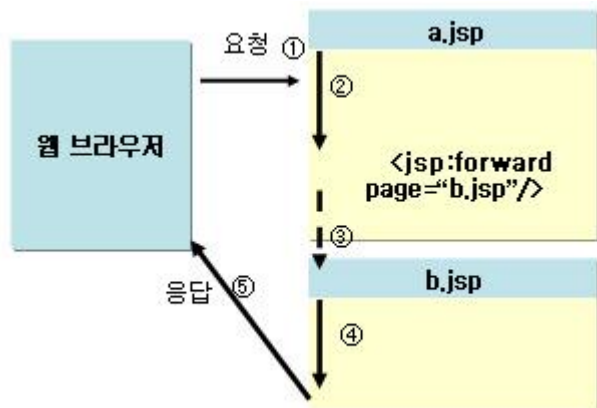 요청 ①
a.jsp
②
웹 브라우저
<jsp:forward
page=“b.jsp”/>
③
b.jsp
응답 ⑤
④